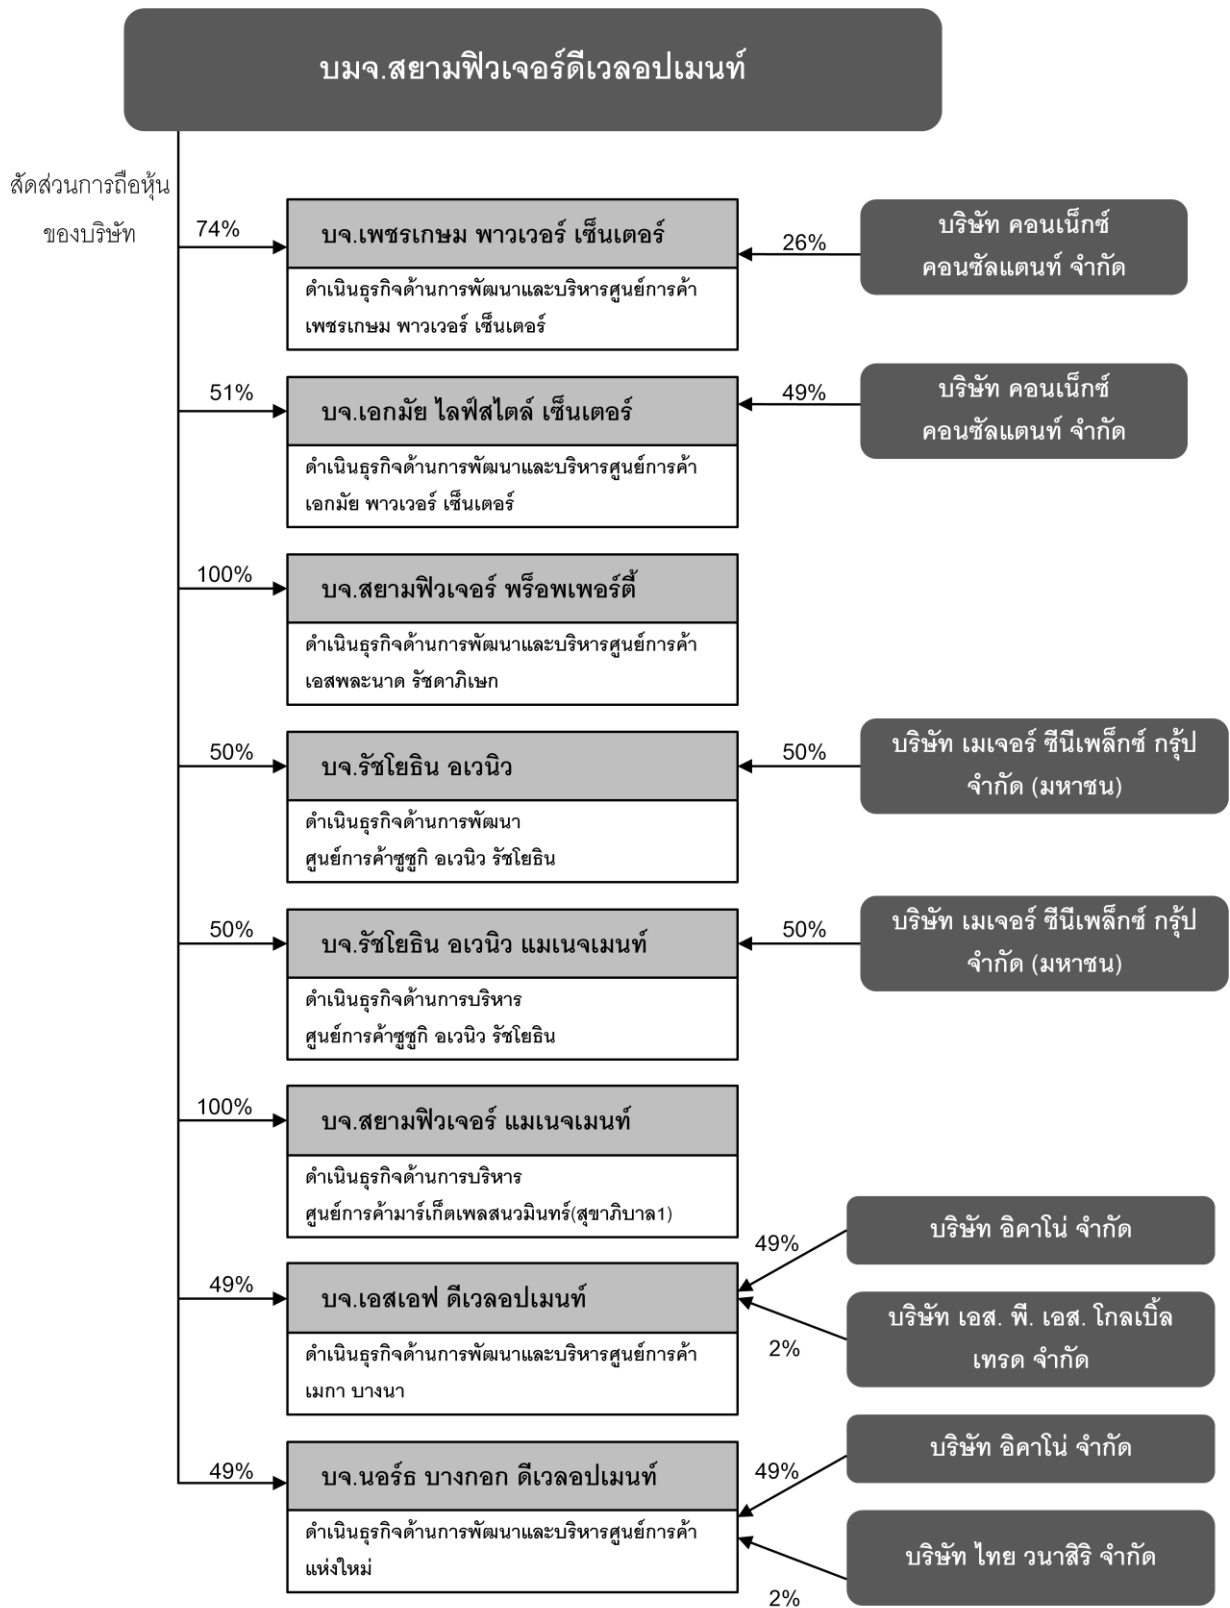 บมจ.สยามฟิวเจอร์ดีเวลอปเมนท์
สัดส่วนการถือหุ้น
ของบริษัท
74%
บจ.เพชรเกษม พาวเวอร์ เซ็นเตอร์
ดำเนินธุรกิจด้านการพัฒนาและบริหารศูนย์การค้า
เพชรเกษม พาวเวอร์ เซ็นเตอร์
26%
บริษัท คอนเน็กซ์
คอนซัลแตนท์ จำกัด
51%
บจ.เอกมัย ไลฟ์สไตล์ เซ็นเตอร์
ดำเนินธุรกิจด้านการพัฒนาและบริหารศูนย์การค้า
เอกมัย พาวเวอร์ เซ็นเตอร์
49%
บริษัท คอนเน็กซ์
คอนซัลแตนท์ จำกัด
100%
บจ.สยามฟิวเจอร์ พร็อพเพอร์ตี้
ดำเนินธุรกิจด้านการพัฒนาและบริหารศูนย์การค้า
เอสพละนาด รัชดาภิเษก
50%
บจ.รัชโยธิน อเวนิว
ดำเนินธุรกิจด้านการพัฒนา
ศูนย์การค้าซูซูกิ อเวนิว รัชโยธิน
50%
บริษัท เมเจอร์ ซีนีเพล็กซ์ กรุ้ป
จำกัด (มหาชน)
50%
บจ.รัชโยธิน อเวนิว แมเนจเมนท์
ดำเนินธุรกิจด้านการบริหาร
ศูนย์การค้าซูซูกิ อเวนิว รัชโยธิน
50%
บริษัท เมเจอร์ ซีนีเพล็กซ์ กรุ้ป
จำกัด (มหาชน)
100%
บจ.สยามฟิวเจอร์ แมเนจเมนท์
ดำเนินธุรกิจด้านการบริหาร
ศูนย์การค้ามาร์เก็ตเพลสนวมินทร์(สุขาภิบาล1)
49%
บจ.เอสเอฟ ดีเวลอปเมนท์
ดำเนินธุรกิจด้านการพัฒนาและบริหารศูนย์การค้า
เมกา บางนา
49%
บริษัท อิคาโน่ จำกัด
2%
บริษัท เอส. พี. เอส. โกลเบิ้ล
เทรด จำกัด
49%
บจ.นอร์ธ บางกอก ดีเวลอปเมนท์
ดำเนินธุรกิจด้านการพัฒนาและบริหารศูนย์การค้า
แห่งใหม่
49%
บริษัท อิคาโน่ จำกัด
2%
บริษัท ไทย วนาสิริ จำกัด